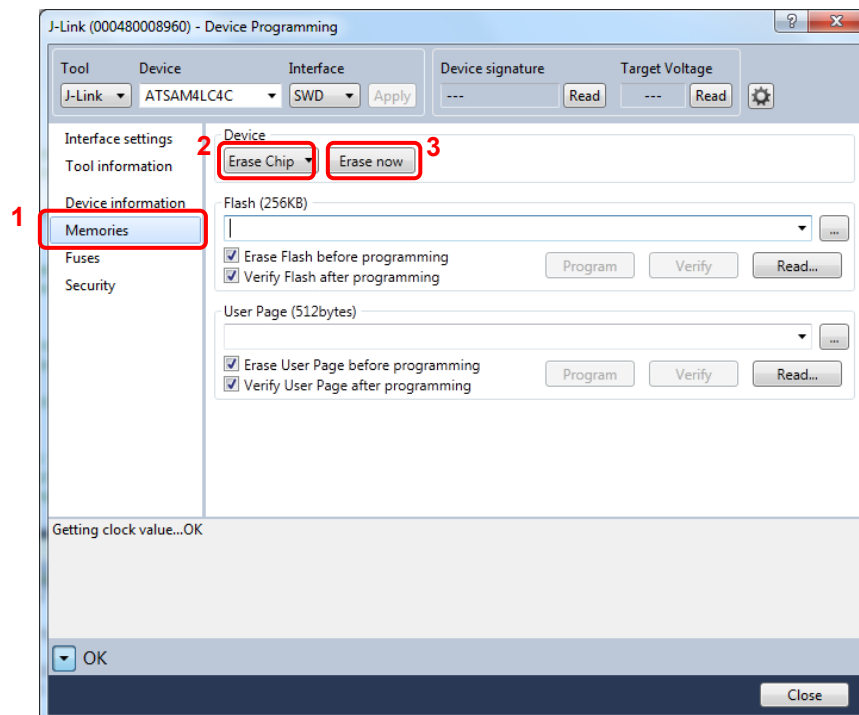 J-Link (000480008960) - Device Programming
Tool Device Interface Device signature Target Voltage
J-Link ATSAM4LC4C SWD Apply --- Read --- Read
Interface settings
Tool information
Device information
1 Memories
Fuses
Security
Device
2 Erase Chip Erase now 3
Flash (256KB)
...
Erase Flash before programming
Verify Flash after programming
Program Verify Read...
User Page (512bytes)
...
Erase User Page before programming
Verify User Page after programming
Program Verify Read...
Getting clock value...OK
OK
Close